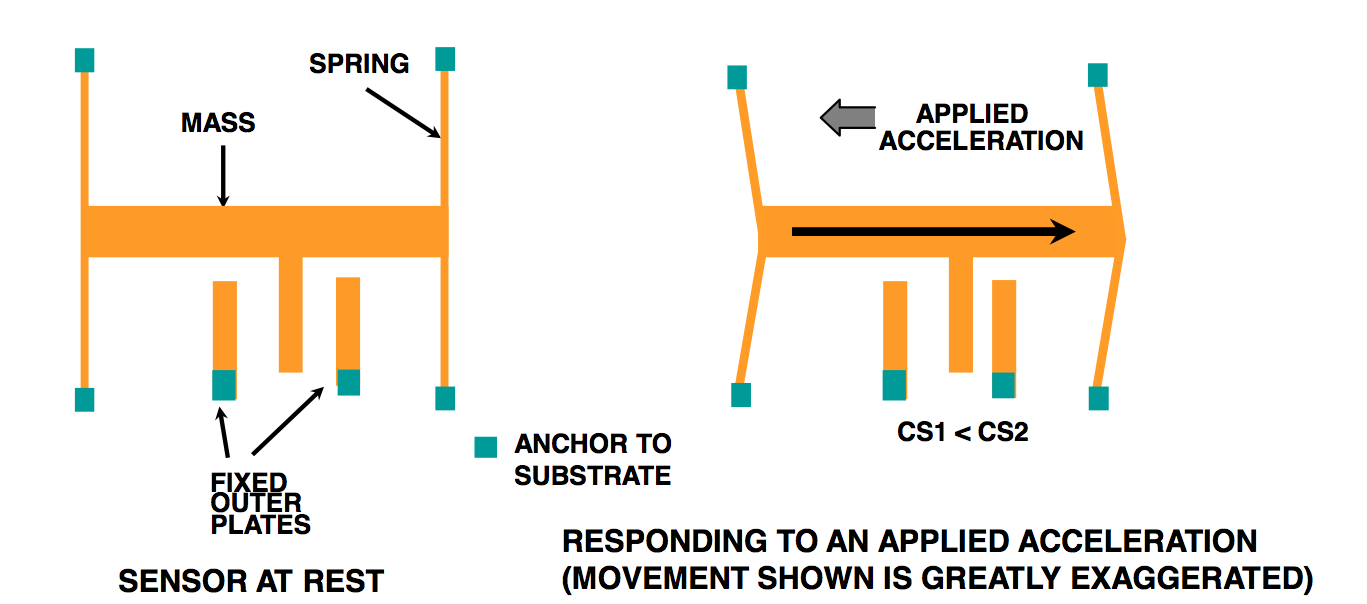 SPRING
MASS
FIXED
OUTER
PLATES
SENSOR AT REST
ANCHOR TO
SUBSTRATE
APPLIED
ACCELERATION
CS1 < CS2
RESPONDING TO AN APPLIED ACCELERATION
(MOVEMENT SHOWN IS GREATLY EXAGGERATED)